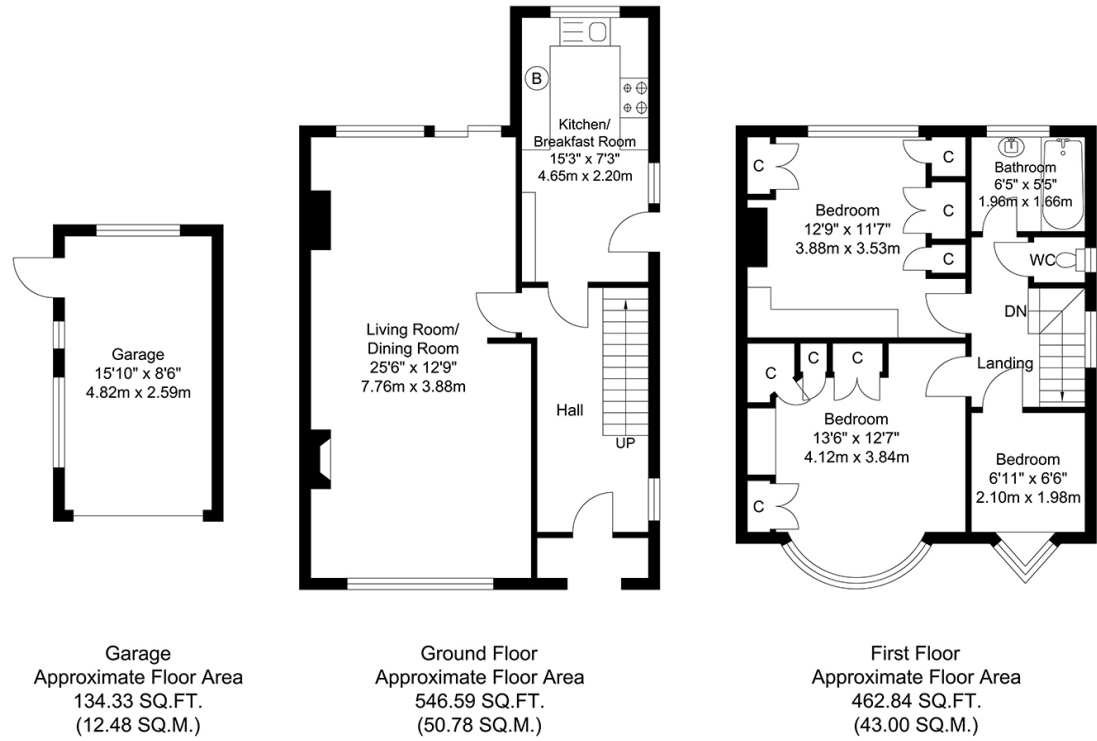 Garage
15'10" x 8'6"
4.82m x 2.59m
B
Kitchen/
Breakfast Room
15'3" x 7'3"
4.65m x 2.20m
Living Room/
Dining Room
25'6" x 12'9"
7.76m x 3.88m
Hall
UP
C
C
C
C
Bedroom
12'9" x 11'7"
3.88m x 3.53m
Bathroom
6'5" x 5'5"
1.96m x 1.66m
WC
DN
Landing
C
C
C
C
Bedroom
13'6" x 12'7"
4.12m x 3.84m
Bedroom
6'11" x 6'6"
2.10m x 1.98m
Garage
Approximate Floor Area
134.33 SQ.FT.
(12.48 SQ.M.)
Ground Floor
Approximate Floor Area
546.59 SQ.FT.
(50.78 SQ.M.)
First Floor
Approximate Floor Area
462.84 SQ.FT.
(43.00 SQ.M.)